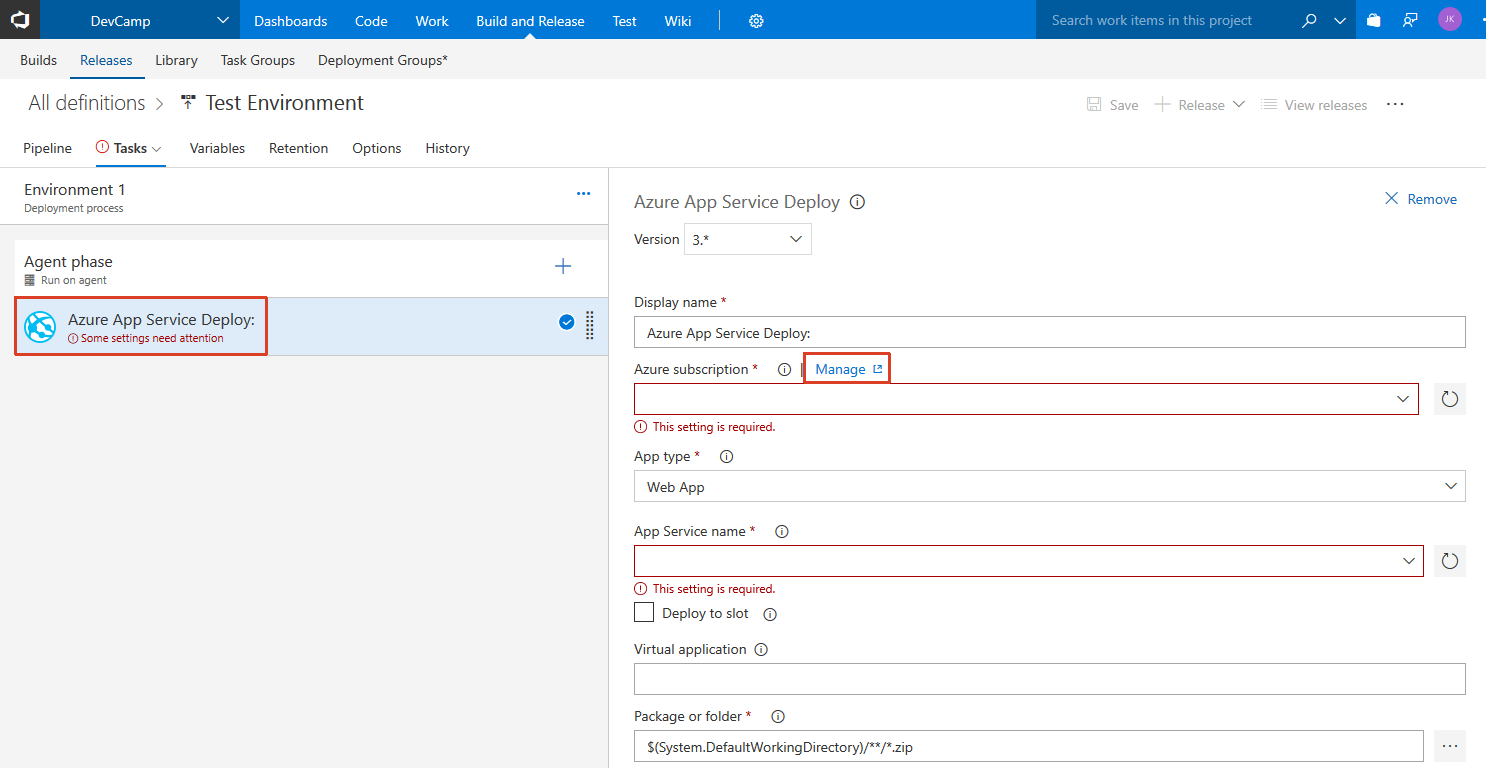 DevCamp Dashboards Code Work Build and Release Test Wiki Search work items in this project JK
Builds Releases Library Task Groups Deployment Groups*
All definitions > Test Environment Save Release View releases ...
Pipeline Tasks Variables Retention Options History
Environment 1 ...
Deployment process
Agent phase
Run on agent
Azure App Service Deploy:
Some settings need attention
Azure App Service Deploy Remove
Version 3.*
Display name *
Azure App Service Deploy:
Azure subscription * | Manage
This setting is required.
App type *
Web App
App Service name *
This setting is required.
Deploy to slot
Virtual application
Package or folder *
$(System.DefaultWorkingDirectory)/**/*.zip ...